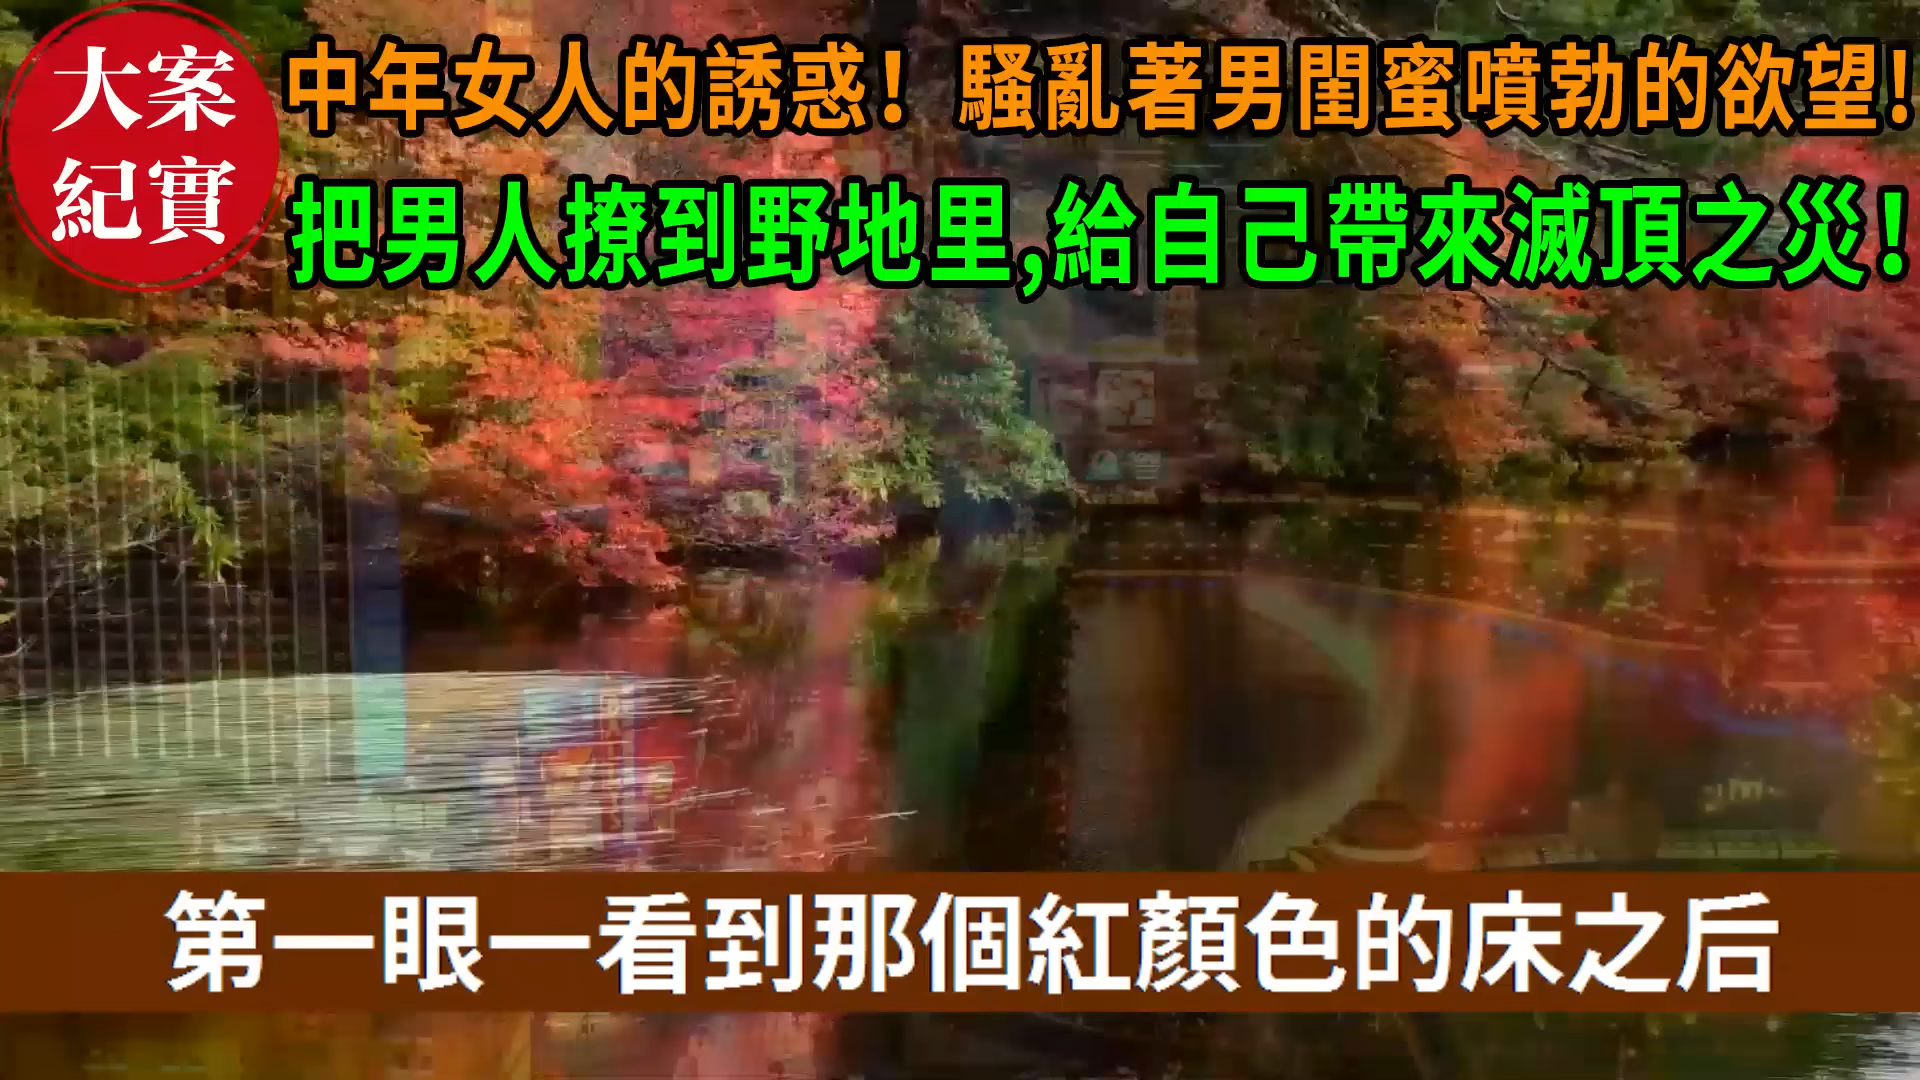 大案
紀實
中年女人的誘惑！騷亂著男閨蜜噴勃的欲望！
把男人撩到野地里,給自己帶來滅頂之災！
第一眼一看到那個紅顏色的床之后